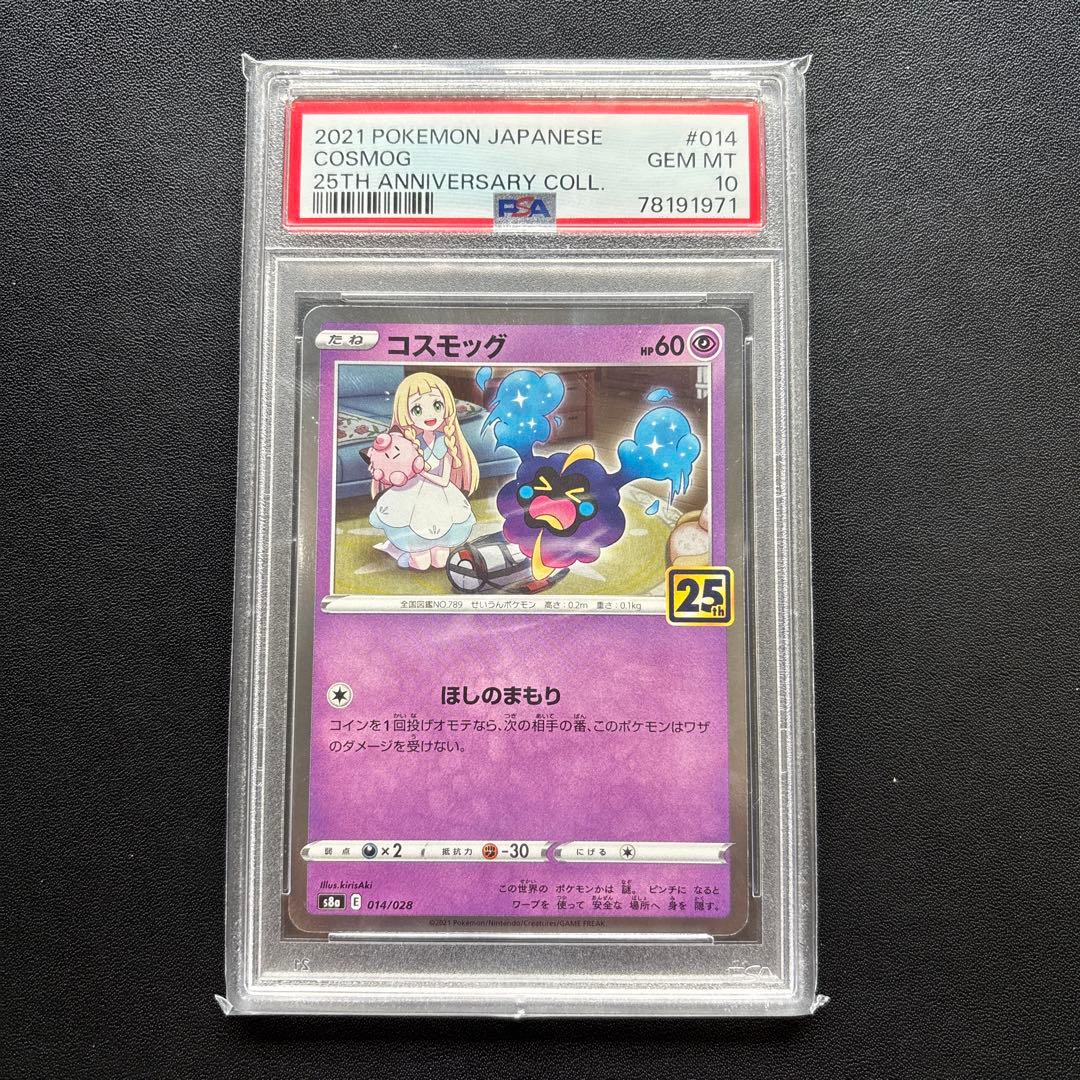 2021 POKEMON JAPANESE #014
COSMOG GEM MT
25TH ANNIVERSARY COLL. 10
PSA 78191971
たね コスモッグ HP60
全国図鑑NO.789 せいうんポケモン 高さ:0.2m 重さ:0.1kg
25th
ほしのまもり
コインを1回投げオモテなら、次の相手の番、このポケモンはワザ
のダメージを受けない。
弱点 ×2 抵抗力 -30 にげる
Illus.kirisAki
この世界の ポケモンかは 謎。 ピンチに なると
ワープを 使って 安全な 場所へ 身を 隠す。
s8a E 014/028
©2021 Pokémon/Nintendo/Creatures/GAME FREAK.